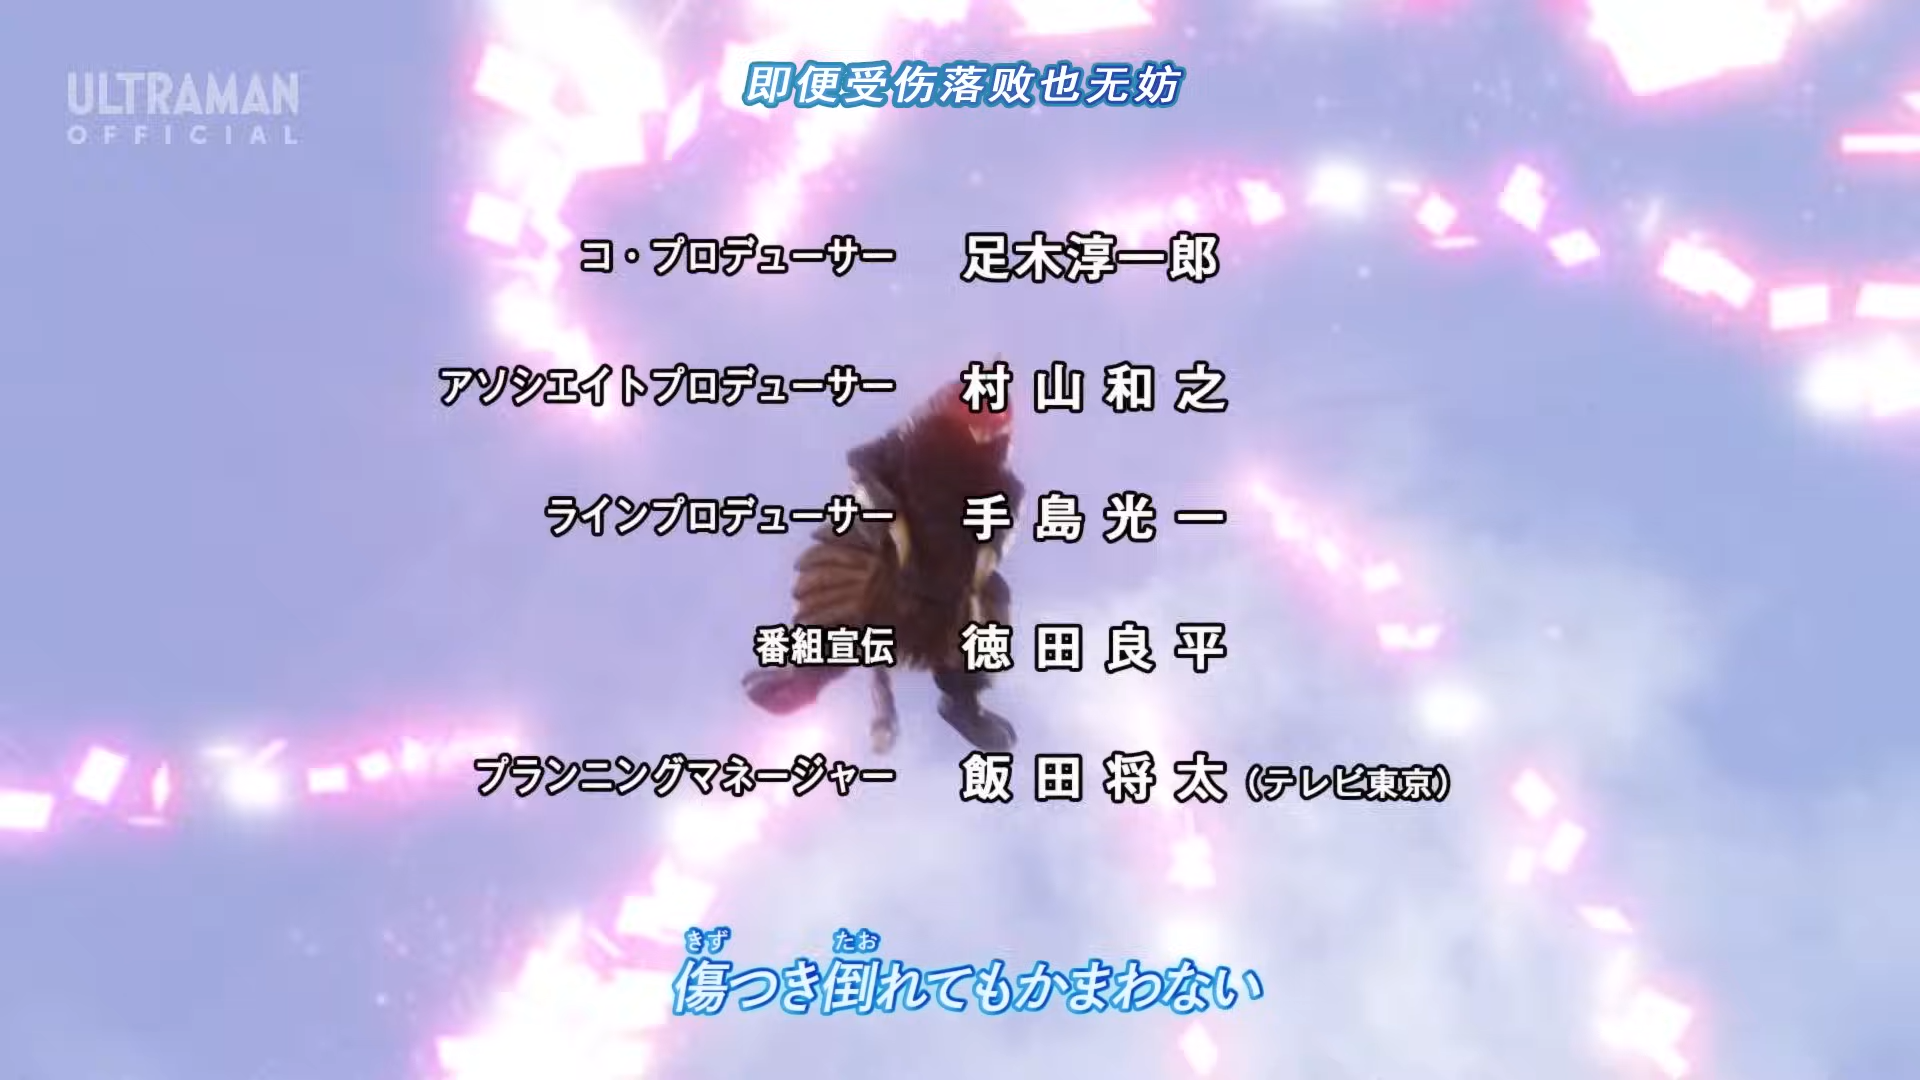 ULTRAMAN
OFFICIAL
即便受伤落败也无妨
コ・プロデューサー 足木淳一郎
アソシエイトプロデューサー 村山和之
ラインプロデューサー 手島光一
番組宣伝 徳田良平
プランニングマネージャー 飯田将太（テレビ東京）
きず たお
傷つき倒れてもかまわない